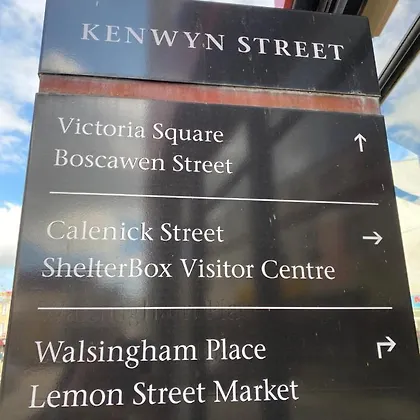 KENWYN STREET
Victoria Square
Boscawen Street
Calenick Street
ShelterBox Visitor Centre
Walsingham Place
Lemon Street Market